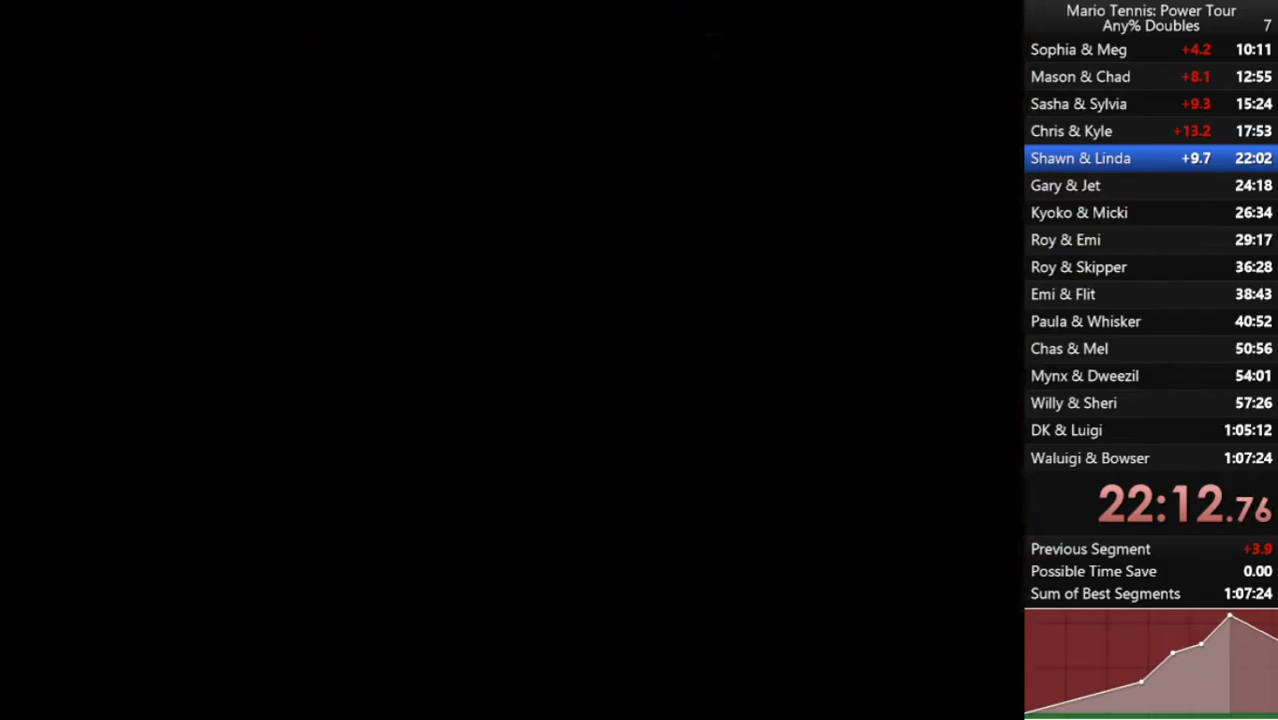 Mario Tennis: Power Tour
Any% Doubles 7
Sophia & Meg +4.2 10:11
Mason & Chad +8.1 12:55
Sasha & Sylvia +9.3 15:24
Chris & Kyle +13.2 17:53
Shawn & Linda +9.7 22:02
Gary & Jet 24:18
Kyoko & Micki 26:34
Roy & Emi 29:17
Roy & Skipper 36:28
Emi & Flit 38:43
Paula & Whisker 40:52
Chas & Mel 50:56
Mynx & Dweezil 54:01
Willy & Sheri 57:26
DK & Luigi 1:05:12
Waluigi & Bowser 1:07:24
22:12.76
Previous Segment +3.9
Possible Time Save 0.00
Sum of Best Segments 1:07:24